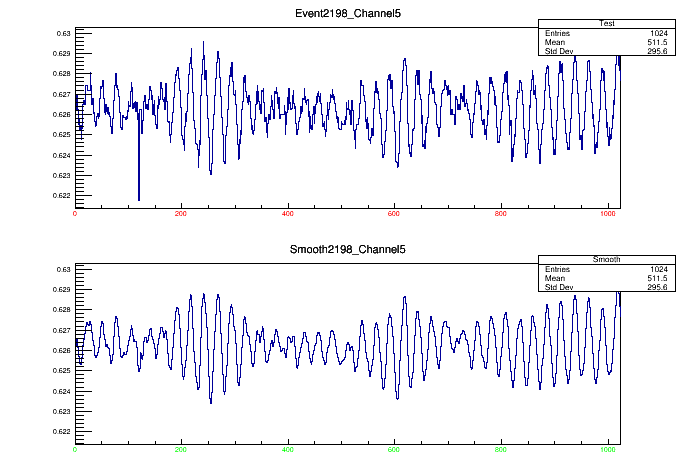 Event2198_Channel5
Test
Entries 1024
Mean 511.5
Std Dev 295.6
0.63
0.629
0.628
0.627
0.626
0.625
0.624
0.623
0.622
0 200 400 600 800 1000
Smooth2198_Channel5
Smooth
Entries 1024
Mean 511.5
Std Dev 295.6
0.63
0.629
0.628
0.627
0.626
0.625
0.624
0.623
0.622
0 200 400 600 800 1000